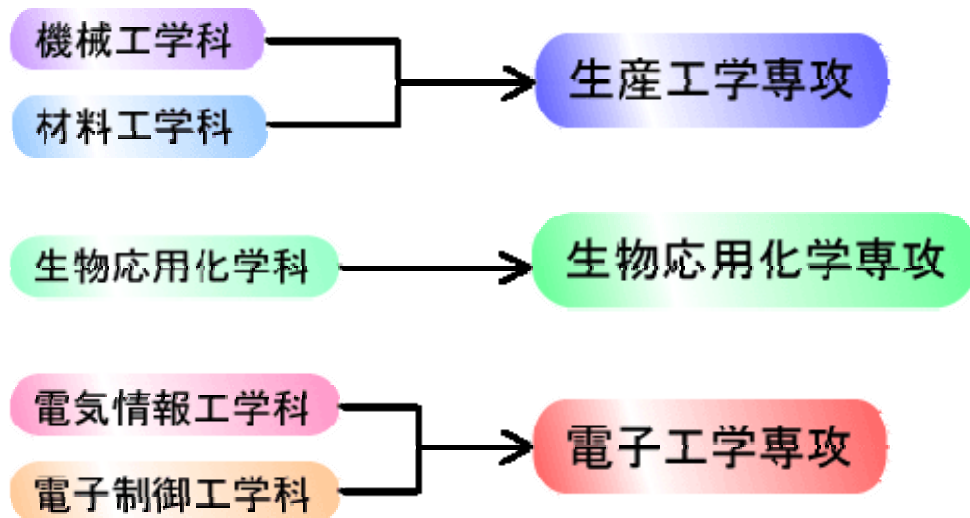 機械工学科
材料工学科
生産工学専攻
生物応用化学科
生物応用化学専攻
電気情報工学科
電子制御工学科
電子工学専攻